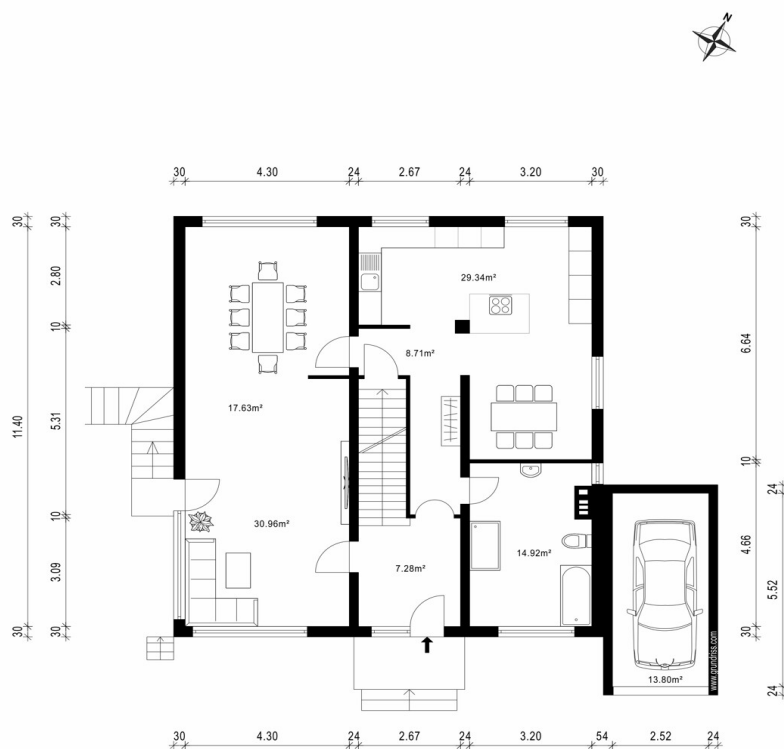 N
30 4.30 24 2.67 24 3.20 30
30 11.40 30
30 2.80 10 5.31 10 3.09 30
29.34m²
8.71m²
17.63m²
30.96m²
7.28m²
14.92m²
13.80m²
www.grundriss.com
30 6.64 10 4.66 30
24 5.52 24
30 4.30 24 2.67 24 3.20 54 2.52 24